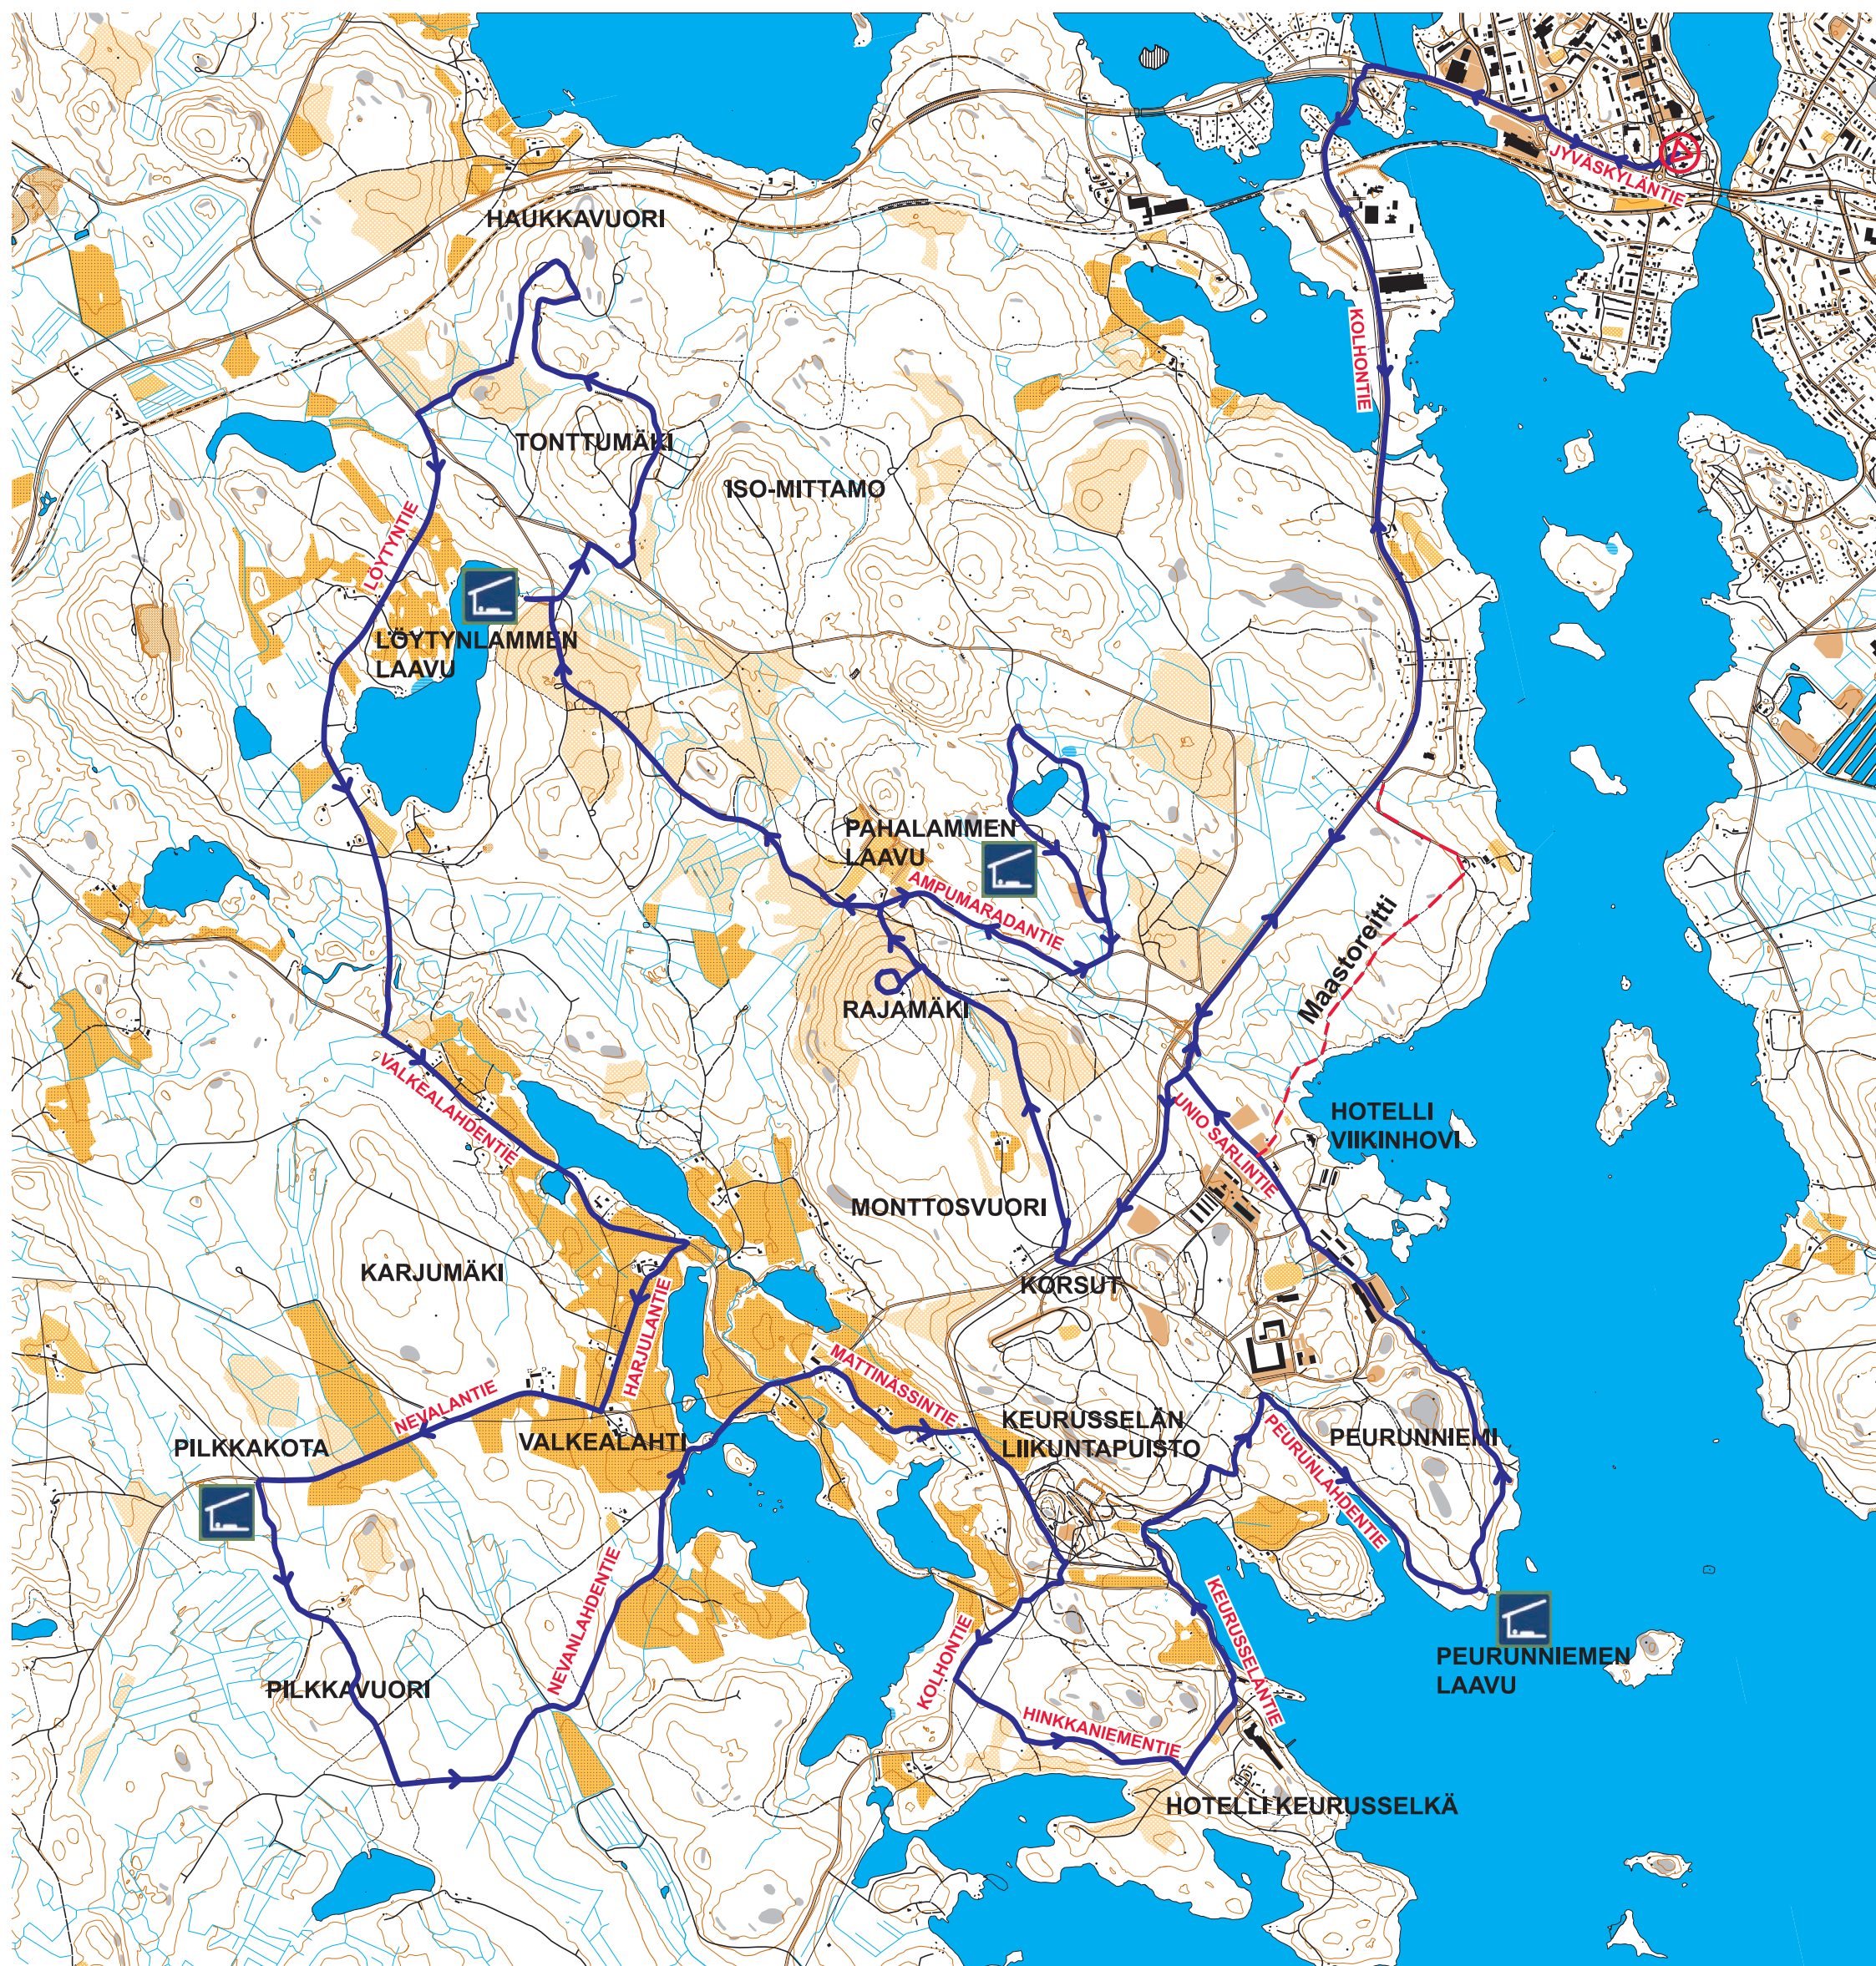 JYVÄSKYLÄNTIE
HAUKKAVUORI
KOLHONTIE
TONTTUMÄKI
ISO-MITTAMO
LÖYTYNTIE
LÖYTYNLAMMEN
LAAVU
PAHALAMMEN
LAAVU
AMPUMARADANTIE
Maastoreitti
RAJAMÄKI
VALKEALAHDENTIE
UNIO SARLINTIE
HOTELLI
VIIKINHOVI
MONTTOSVUORI
KARJUMÄKI
KORSUT
HARJULANTIE
MATTINÄSSINTIE
NEVALANTIE
PILKKAKOTA
VALKEALAHTI
KEURUSSELÄN
LIIKUNTAPUISTO
PEURUNLAHDENTIE
PEURUNNIEMI
NEVANLAHDENTIE
KEURUSSELÄNTIE
PEURUNNIEMEN
LAAVU
PILKKAVUORI
KOLHONTIE
HINKKANIEMENTIE
HOTELLI KEURUSSELKÄ